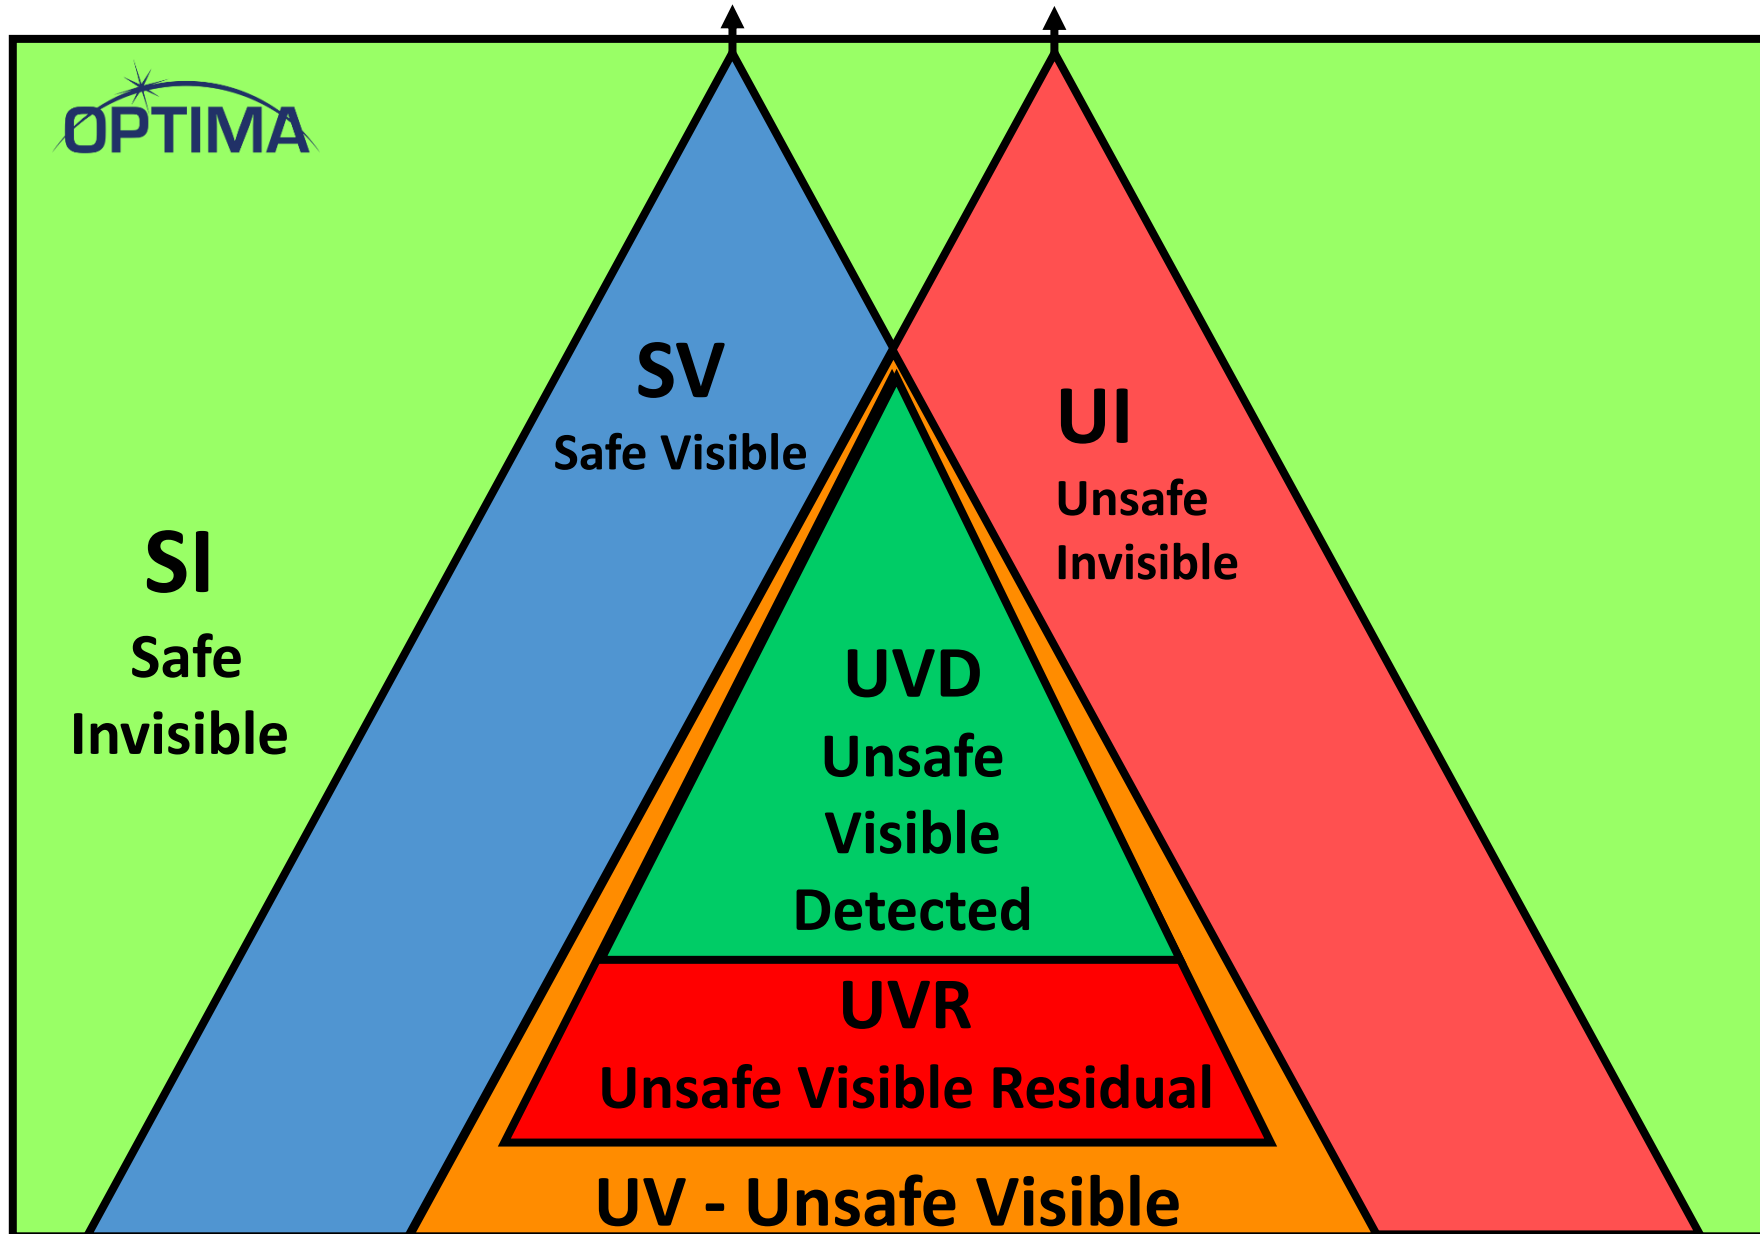 OPTIMA
SI
Safe
Invisible
SV
Safe Visible
UI
Unsafe
Invisible
UVD
Unsafe
Visible
Detected
UVR
Unsafe Visible Residual
UV - Unsafe Visible